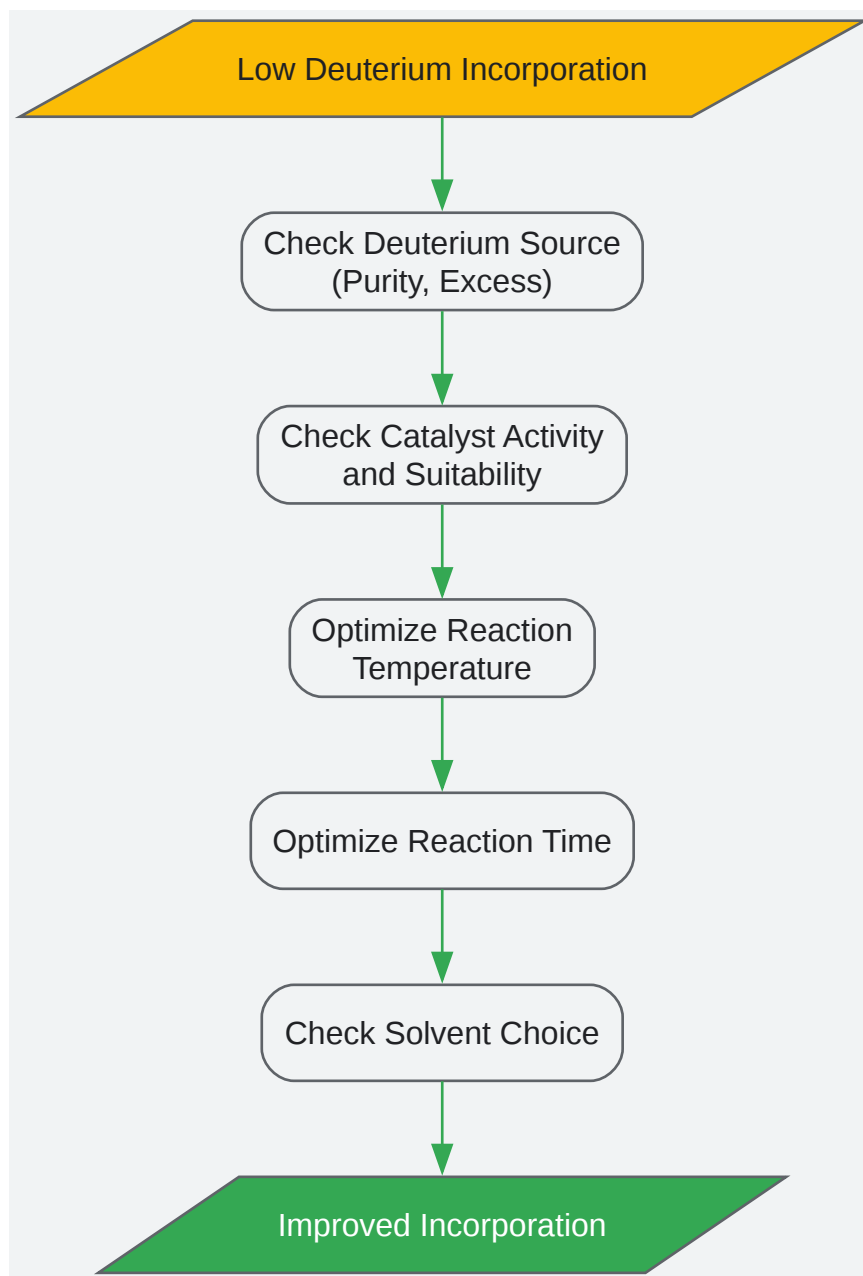 Low Deuterium Incorporation
Check Deuterium Source
(Purity, Excess)
Check Catalyst Activity
and Suitability
Optimize Reaction
Temperature
Optimize Reaction Time
Check Solvent Choice
Improved Incorporation